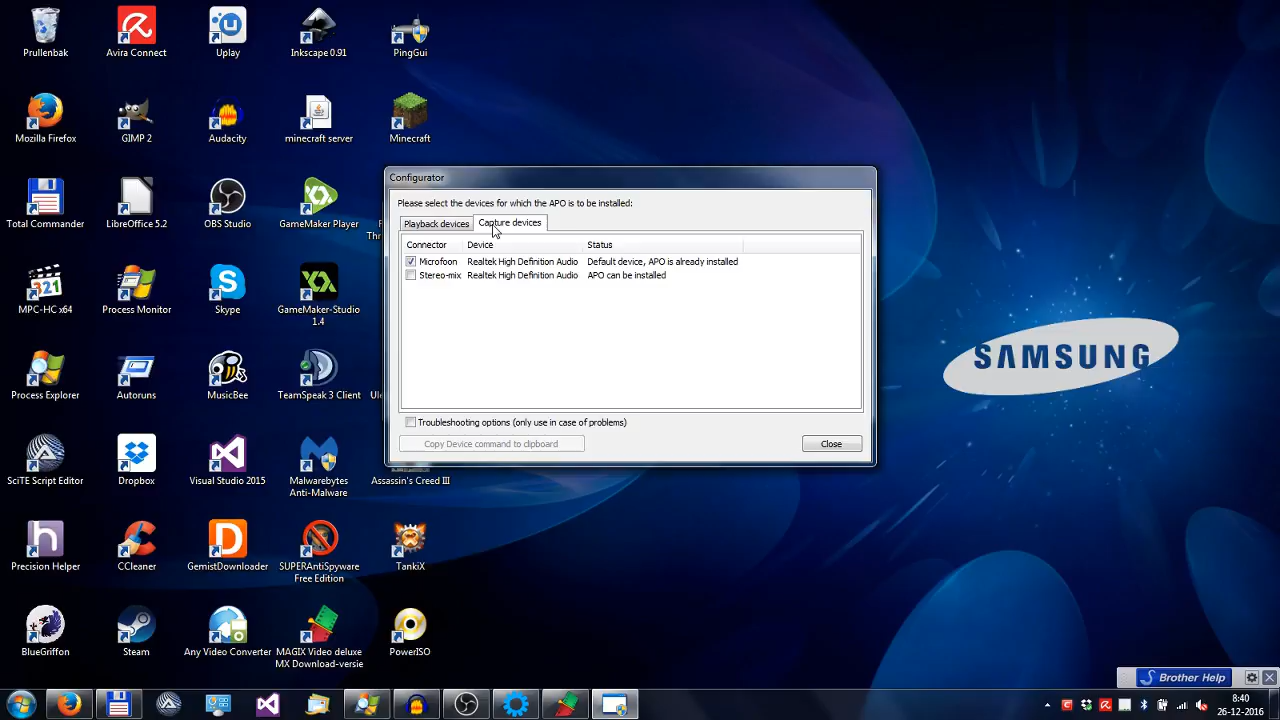 Prullenbak
Avira Connect
Uplay
Inkscape 0.91
PingGui
Mozilla Firefox
GIMP 2
Audacity
minecraft server
Minecraft
Total Commander
LibreOffice 5.2
OBS Studio
GameMaker Player
MPC-HC x64
Process Monitor
Skype
GameMaker-Studio
1.4
Process Explorer
Autoruns
MusicBee
TeamSpeak 3 Client
SciTE Script Editor
Dropbox
Visual Studio 2015
Malwarebytes
Anti-Malware
Assassin's Creed III
Precision Helper
CCleaner
GemistDownloader
SUPERAntiSpyware
Free Edition
TankiX
BlueGriffon
Steam
Any Video Converter
MAGIX Video deluxe
MX Download-versie
PowerISO
Configurator
Please select the devices for which the APO is to be installed:
Playback devices
Capture devices
Connector Device Status
Microfoon Realtek High Definition Audio Default device, APO is already installed
Stereo-mix Realtek High Definition Audio APO can be installed
Troubleshooting options (only use in case of problems)
Copy Device command to clipboard
Close
SAMSUNG
Brother Help
8:40
26-12-2016